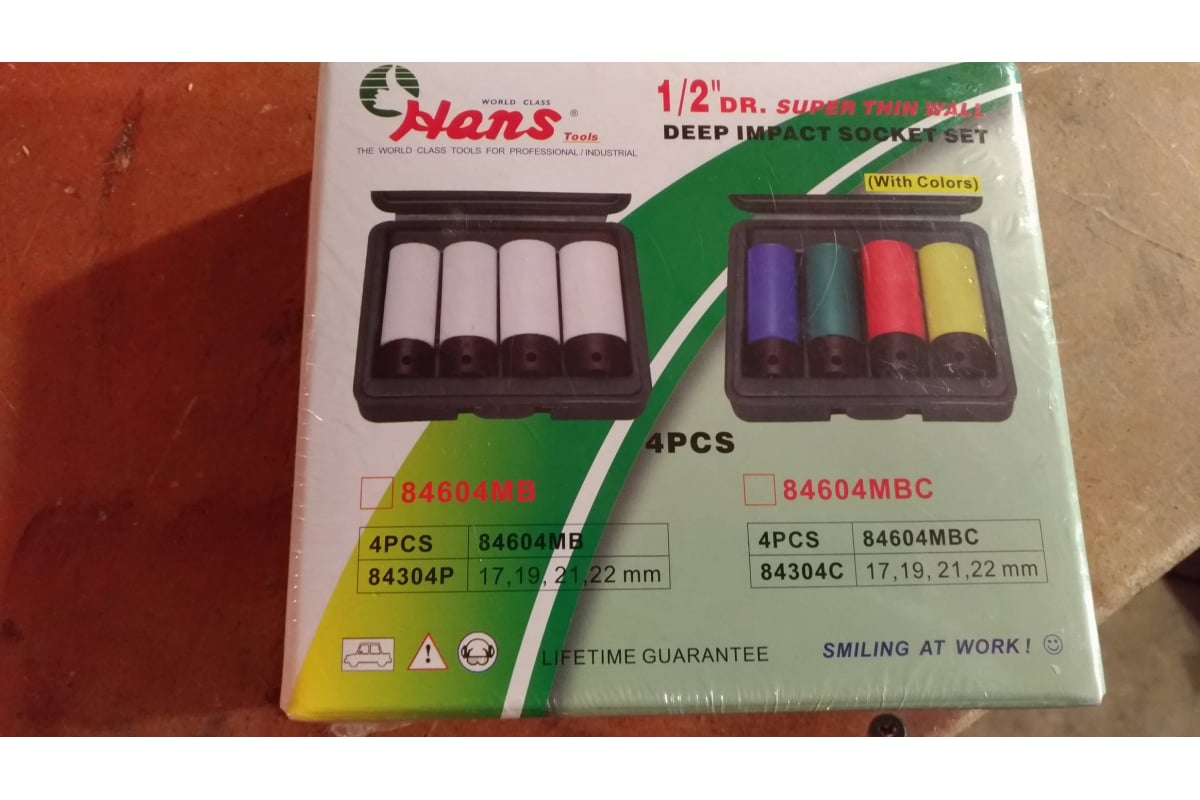 WORLD CLASS
Hans®
Tools
THE WORLD CLASS TOOLS FOR PROFESSIONAL/INDUSTRIAL
1/2" DR. SUPER THIN WALL
DEEP IMPACT SOCKET SET
(With Colors)
4PCS
84604MB
4PCS 84604MB
84304P 17,19, 21,22 mm
84604MBC
4PCS 84604MBC
84304C 17,19, 21,22 mm
LIFETIME GUARANTEE
SMILING AT WORK!